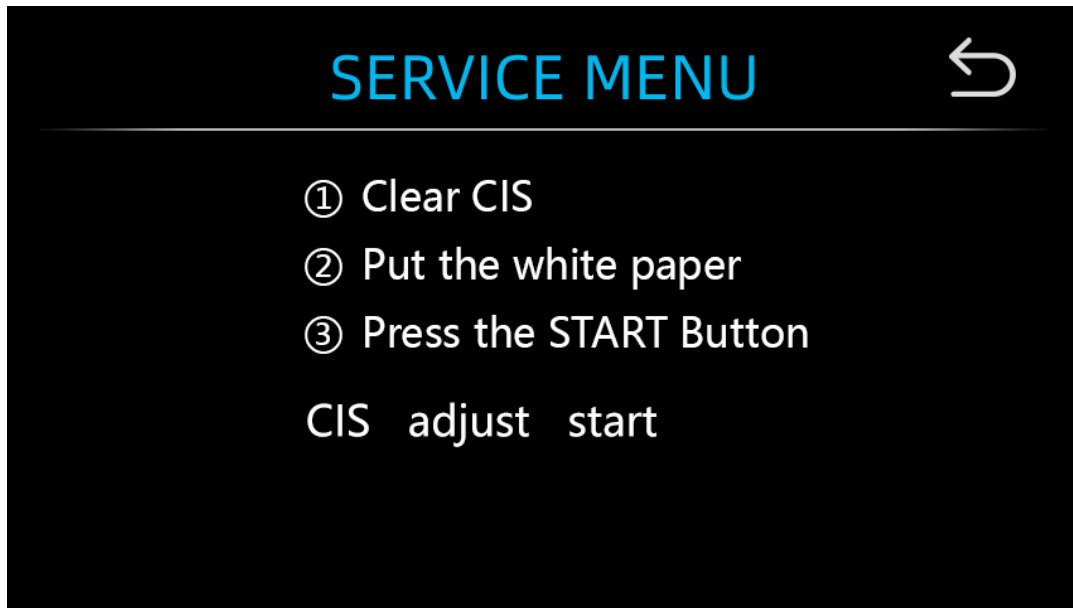 SERVICE MENU
① Clear CIS
② Put the white paper
③ Press the START Button
CIS adjust start